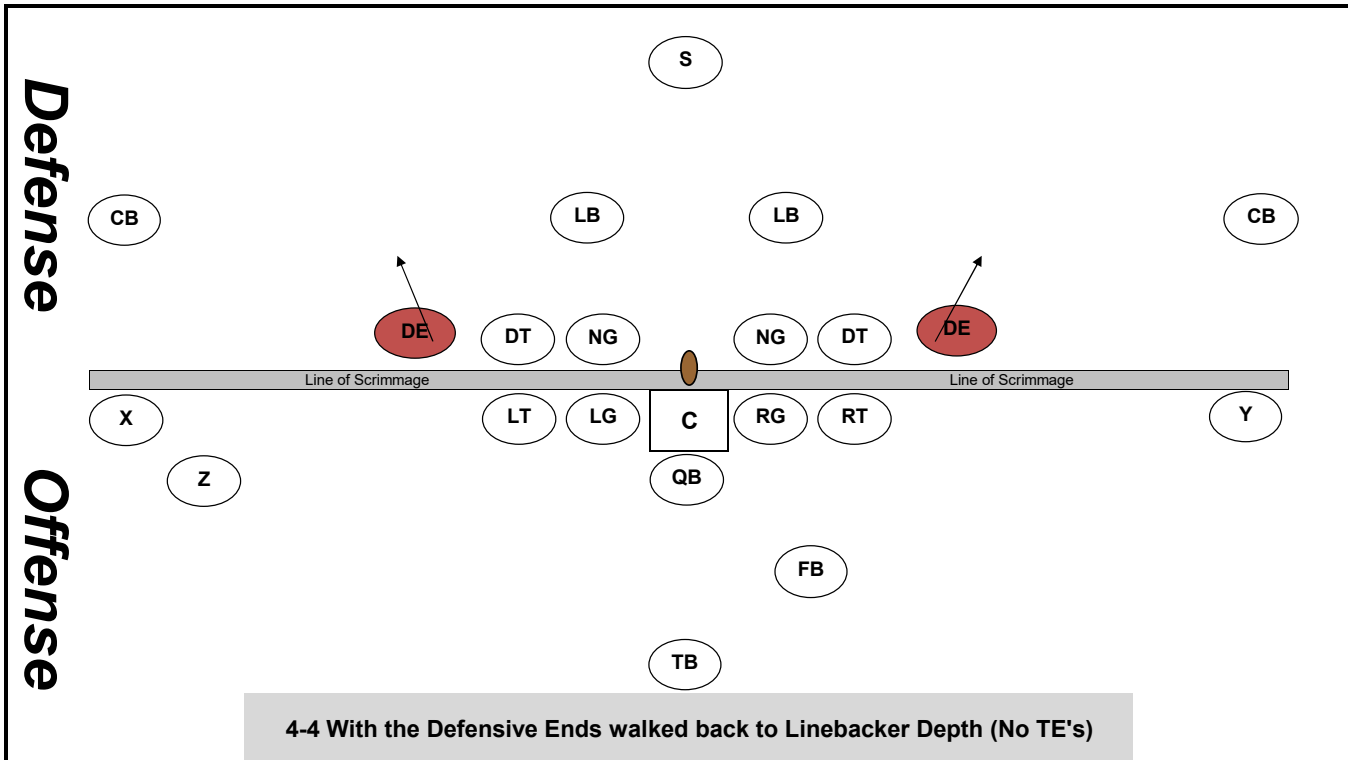 Defense
S
CB LB LB CB
DE DT NG NG DT DE
Line of Scrimmage Line of Scrimmage
X LT LG C RG RT Y
Offense
Z QB
FB
TB
4-4 With the Defensive Ends walked back to Linebacker Depth (No TE's)